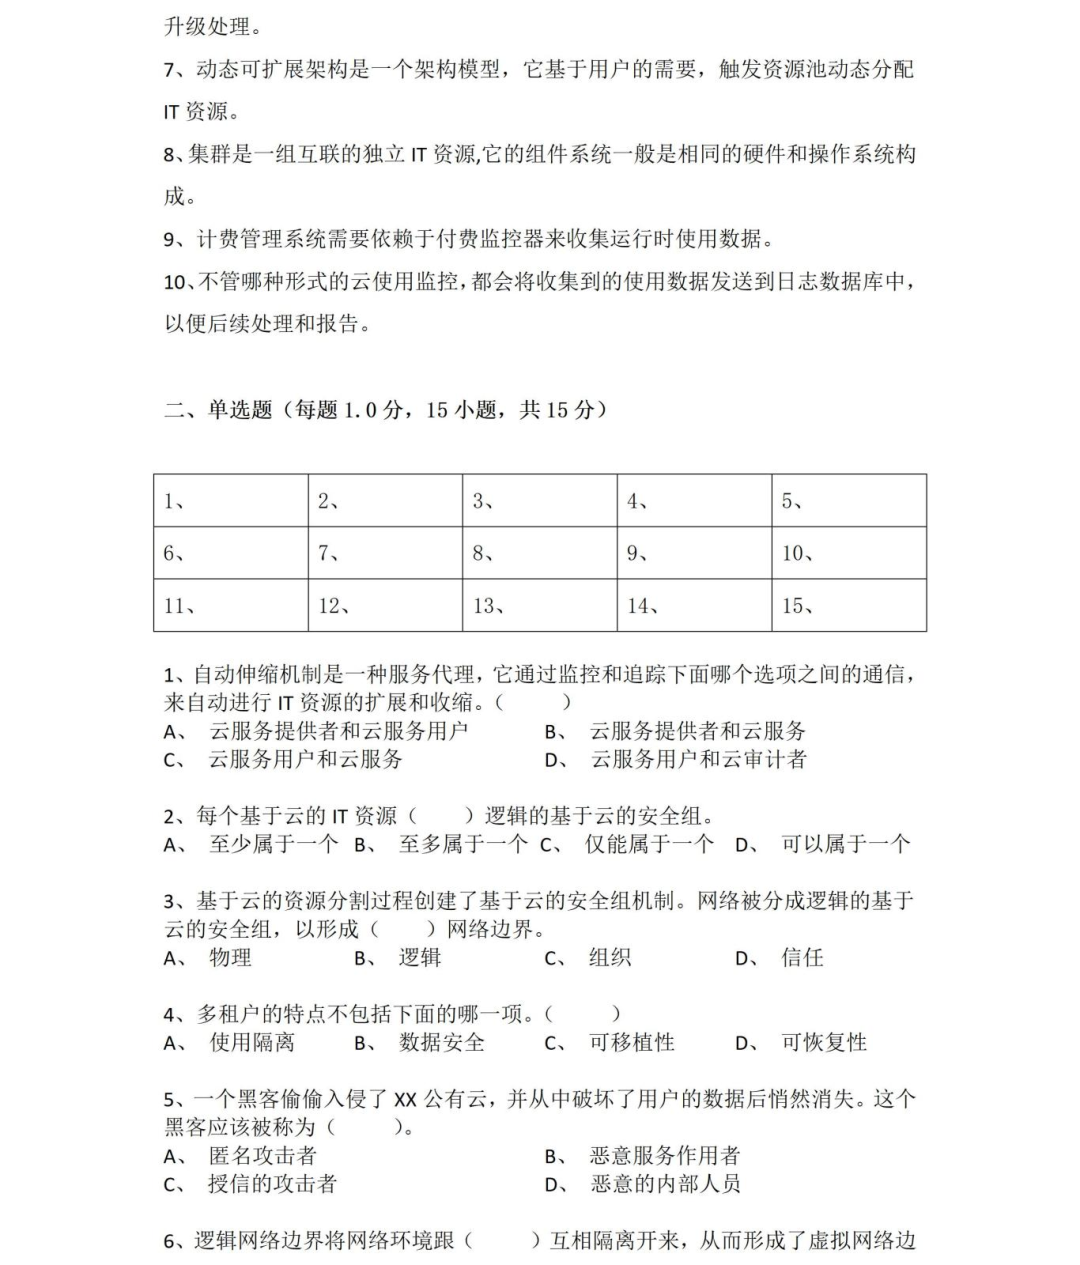 升级处理。
7、动态可扩展架构是一个架构模型，它基于用户的需要，触发资源池动态分配
IT 资源。
8、集群是一组互联的独立 IT 资源,它的组件系统一般是相同的硬件和操作系统构
成。
9、计费管理系统需要依赖于付费监控器来收集运行时使用数据。
10、不管哪种形式的云使用监控，都会将收集到的使用数据发送到日志数据库中，
以便后续处理和报告。
二、单选题（每题 1.0 分，15 小题，共 15 分）
1、 2、 3、 4、 5、
6、 7、 8、 9、 10、
11、 12、 13、 14、 15、
1、自动伸缩机制是一种服务代理，它通过监控和追踪下面哪个选项之间的通信，
来自动进行 IT 资源的扩展和收缩。（ ）
A、 云服务提供者和云服务用户 B、 云服务提供者和云服务
C、 云服务用户和云服务 D、 云服务用户和云审计者
2、每个基于云的 IT 资源（ ）逻辑的基于云的安全组。
A、 至少属于一个 B、 至多属于一个 C、 仅能属于一个 D、 可以属于一个
3、基于云的资源分割过程创建了基于云的安全组机制。网络被分成逻辑的基于
云的安全组，以形成（ ）网络边界。
A、 物理 B、 逻辑 C、 组织 D、 信任
4、多租户的特点不包括下面的哪一项。（ ）
A、 使用隔离 B、 数据安全 C、 可移植性 D、 可恢复性
5、一个黑客偷偷入侵了 XX 公有云，并从中破坏了用户的数据后悄然消失。这个
黑客应该被称为（ ）。
A、 匿名攻击者 B、 恶意服务作用者
C、 授信的攻击者 D、 恶意的内部人员
6、逻辑网络边界将网络环境跟（ ）互相隔离开来，从而形成了虚拟网络边